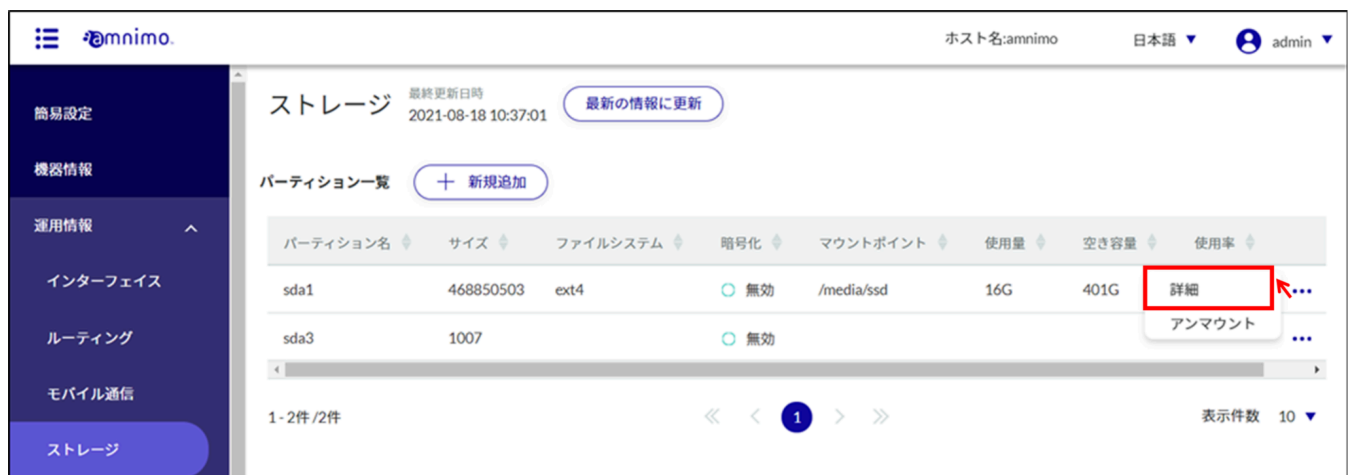 amnimo.
ホスト名:amnimo
日本語 ▼
admin ▼
簡易設定
機器情報
運用情報
インターフェイス
ルーティング
モバイル通信
ストレージ
ストレージ
最終更新日時
2021-08-18 10:37:01
最新の情報に更新
パーティション一覧
+ 新規追加
パーティション名 サイズ ファイルシステム 暗号化 マウントポイント 使用量 空き容量 使用率
sda1 468850503 ext4 無効 /media/ssd 16G 401G 詳細 •••
アンマウント
sda3 1007 無効 •••
1 - 2件 /2件
≪ < 1 > ≫
表示件数 10 ▼